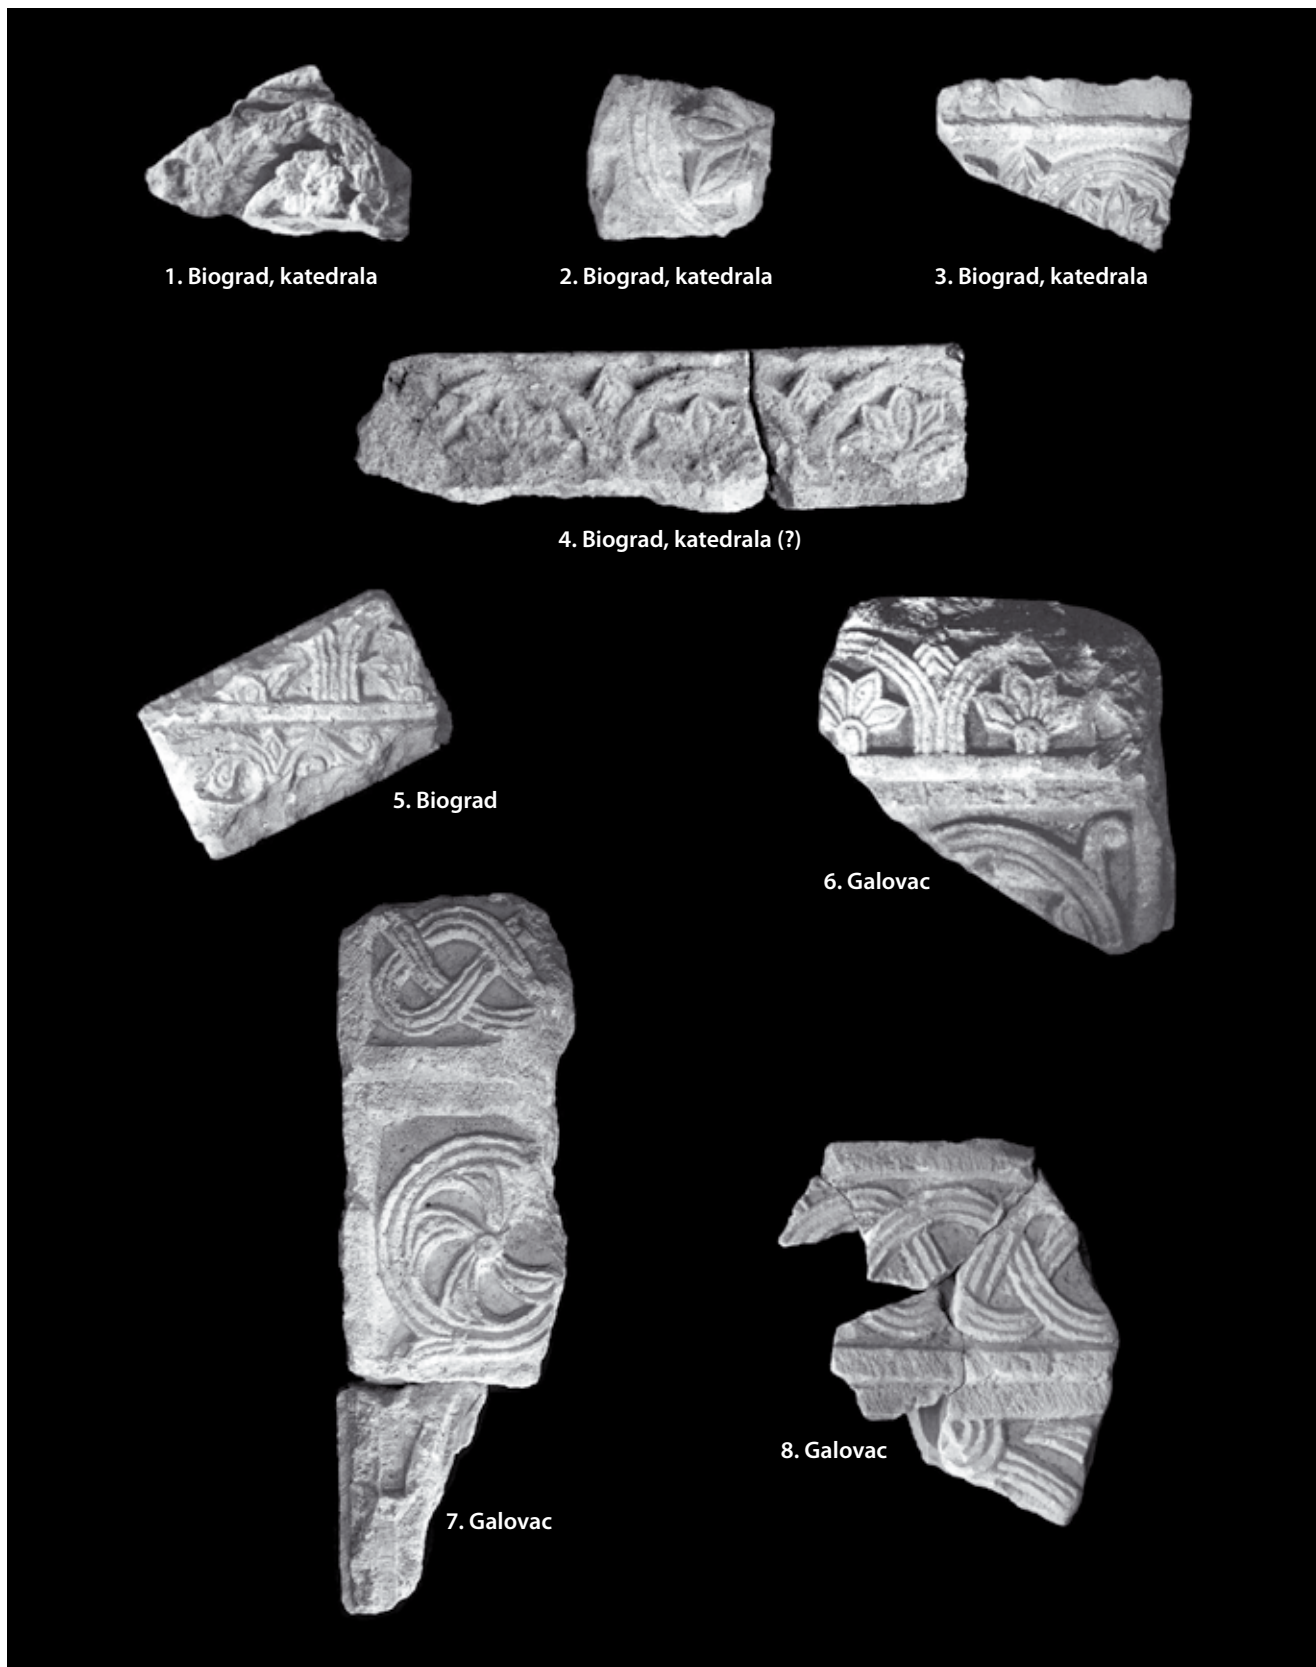 1. Biograd, katedrala
2. Biograd, katedrala
3. Biograd, katedrala
4. Biograd, katedrala (?)
5. Biograd
6. Galovac
7. Galovac
8. Galovac